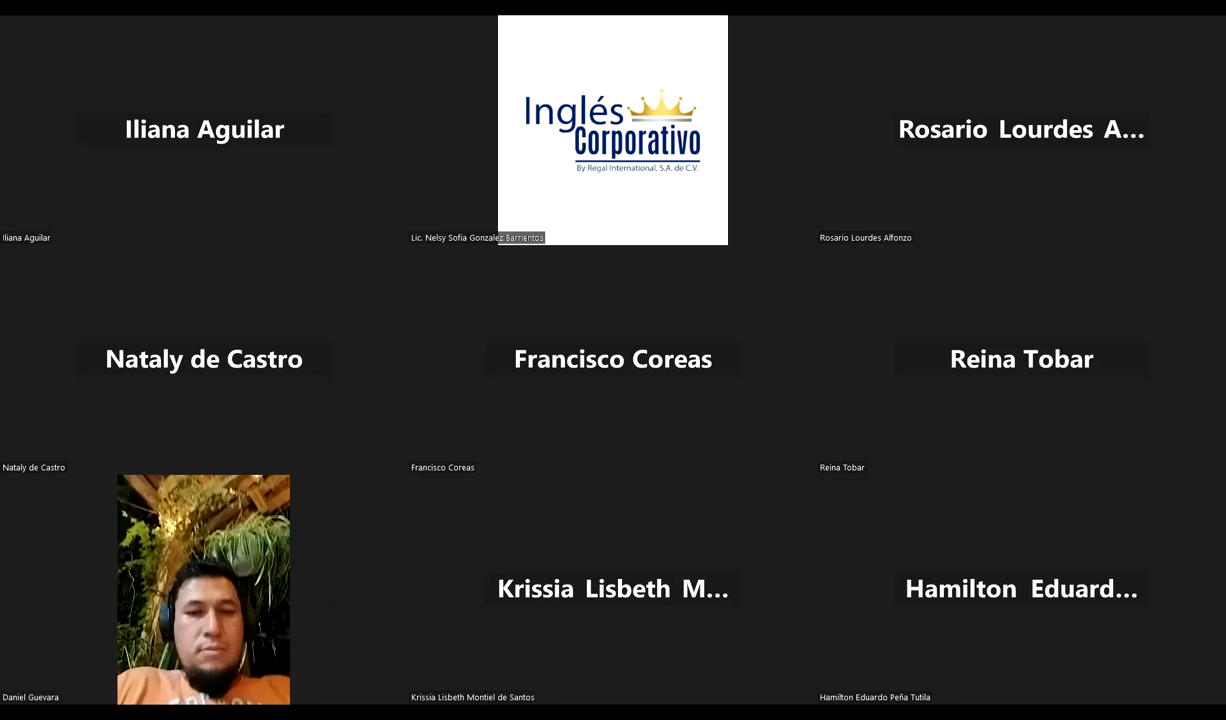 Iliana Aguilar
Iliana Aguilar
Inglés
Corporativo
By Regal International, S.A. de C.V.
Lic. Nelsy Sofia Gonzalez Barrientos
Rosario Lourdes A...
Rosario Lourdes Alfonzo
Nataly de Castro
Nataly de Castro
Francisco Coreas
Francisco Coreas
Reina Tobar
Reina Tobar
Daniel Guevara
Krissia Lisbeth M...
Krissia Lisbeth Montiel de Santos
Hamilton Eduard...
Hamilton Eduardo Peña Tutila